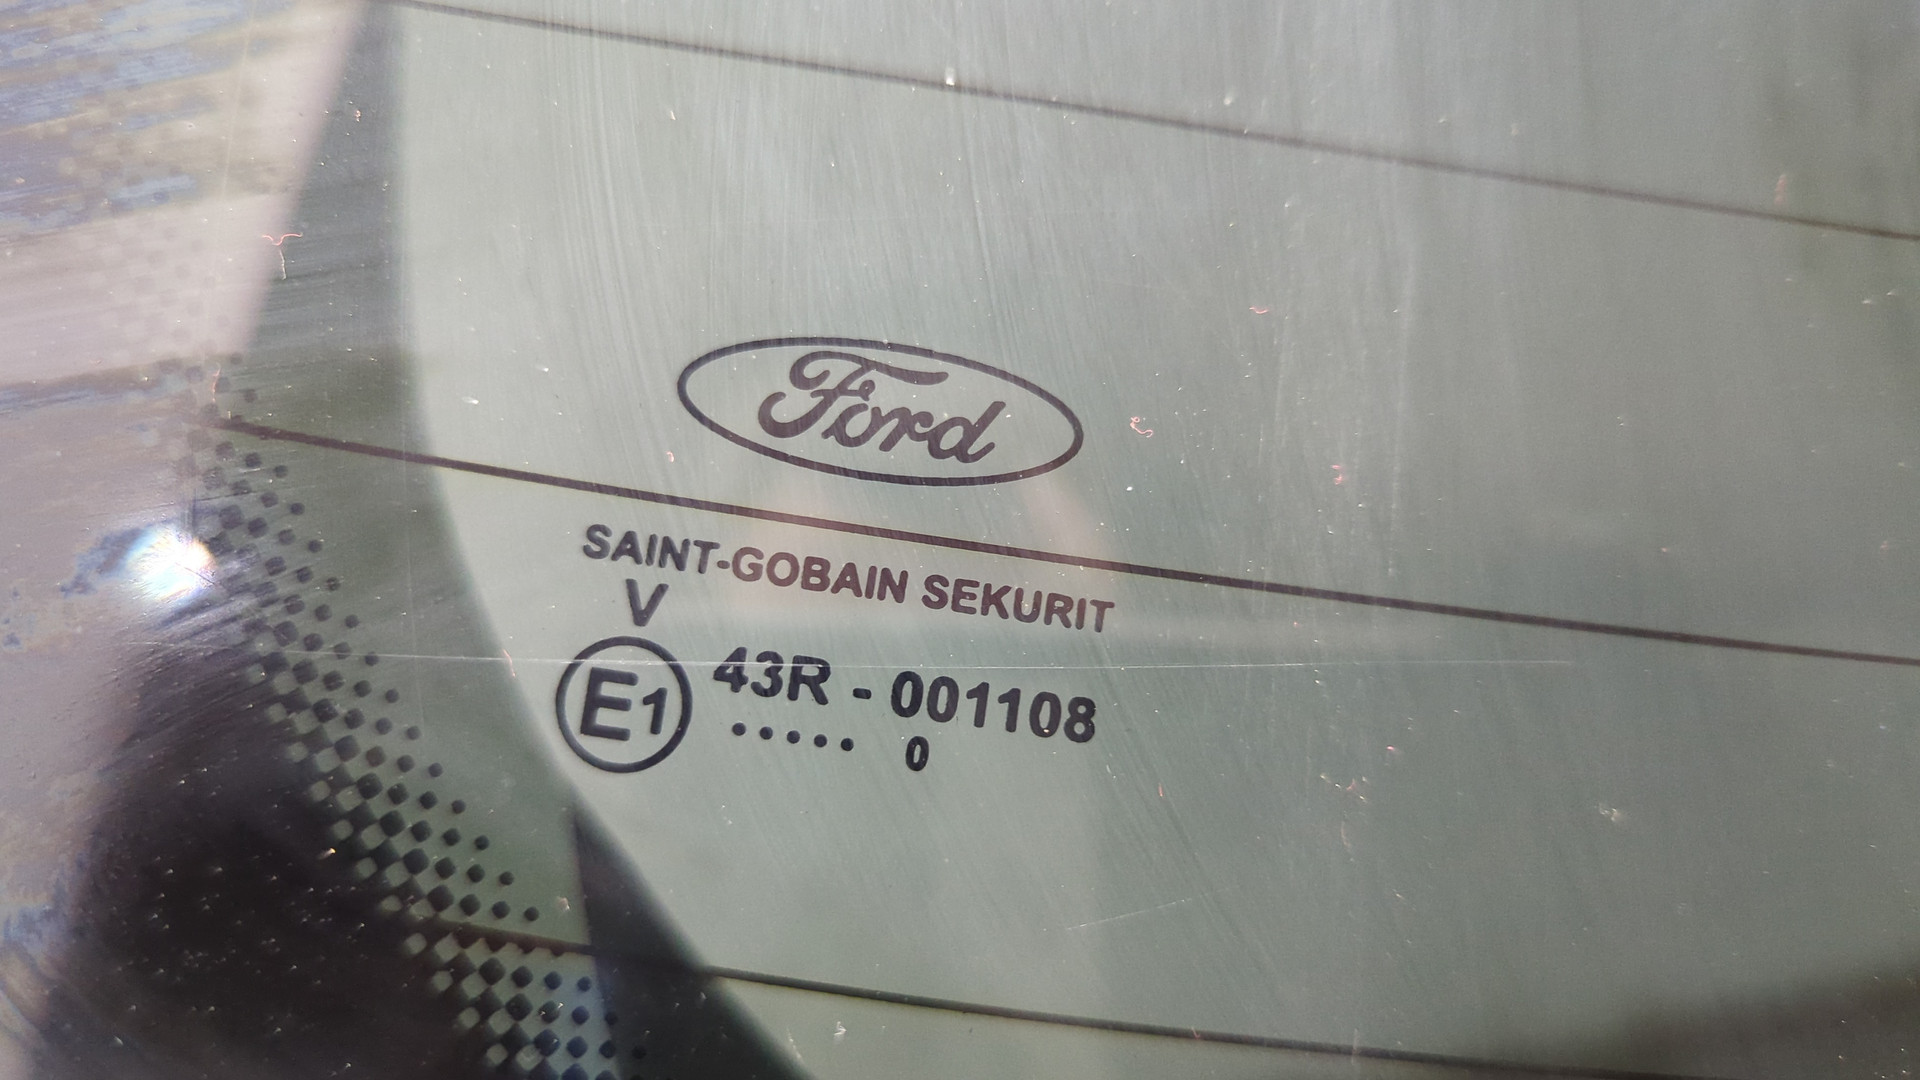 Ford
SAINT-GOBAIN SEKURIT
V
E1 43R - 001108
..... 0